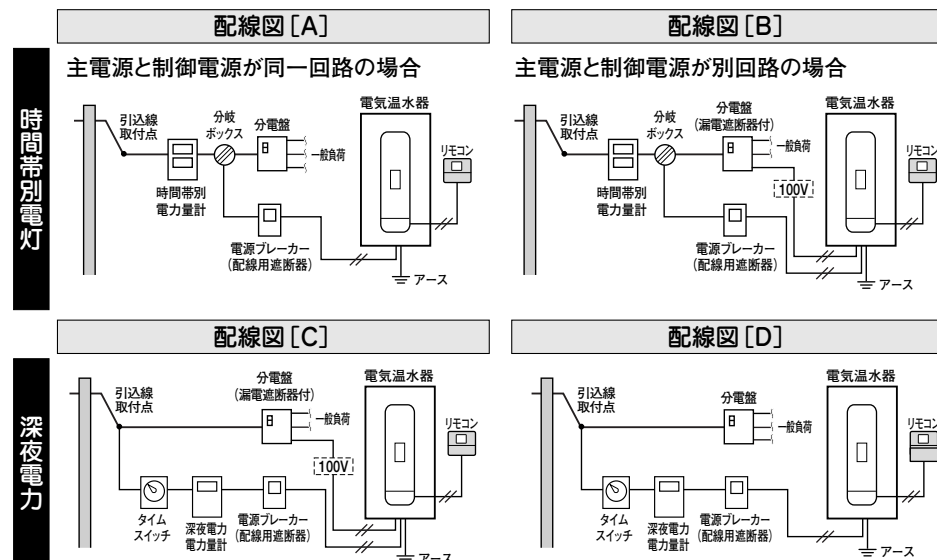 配線図［A］
主電源と制御電源が同一回路の場合
時間帯別電灯
引込線
取付点
分岐
ボックス
分電盤
一般負荷
電気温水器
リモコン
時間帯別
電力量計
電源ブレーカー
（配線用遮断器）
アース
配線図［B］
主電源と制御電源が別回路の場合
引込線
取付点
分岐
ボックス
分電盤
（漏電遮断器付）
一般負荷
100V
電気温水器
リモコン
時間帯別
電力量計
電源ブレーカー
（配線用遮断器）
アース
配線図［C］
深夜電力
引込線
取付点
分電盤
（漏電遮断器付）
一般負荷
100V
電気温水器
リモコン
タイム
スイッチ
深夜電力
電力量計
電源ブレーカー
（配線用遮断器）
アース
配線図［D］
引込線
取付点
分電盤
一般負荷
電気温水器
リモコン
タイム
スイッチ
深夜電力
電力量計
電源ブレーカー
（配線用遮断器）
アース